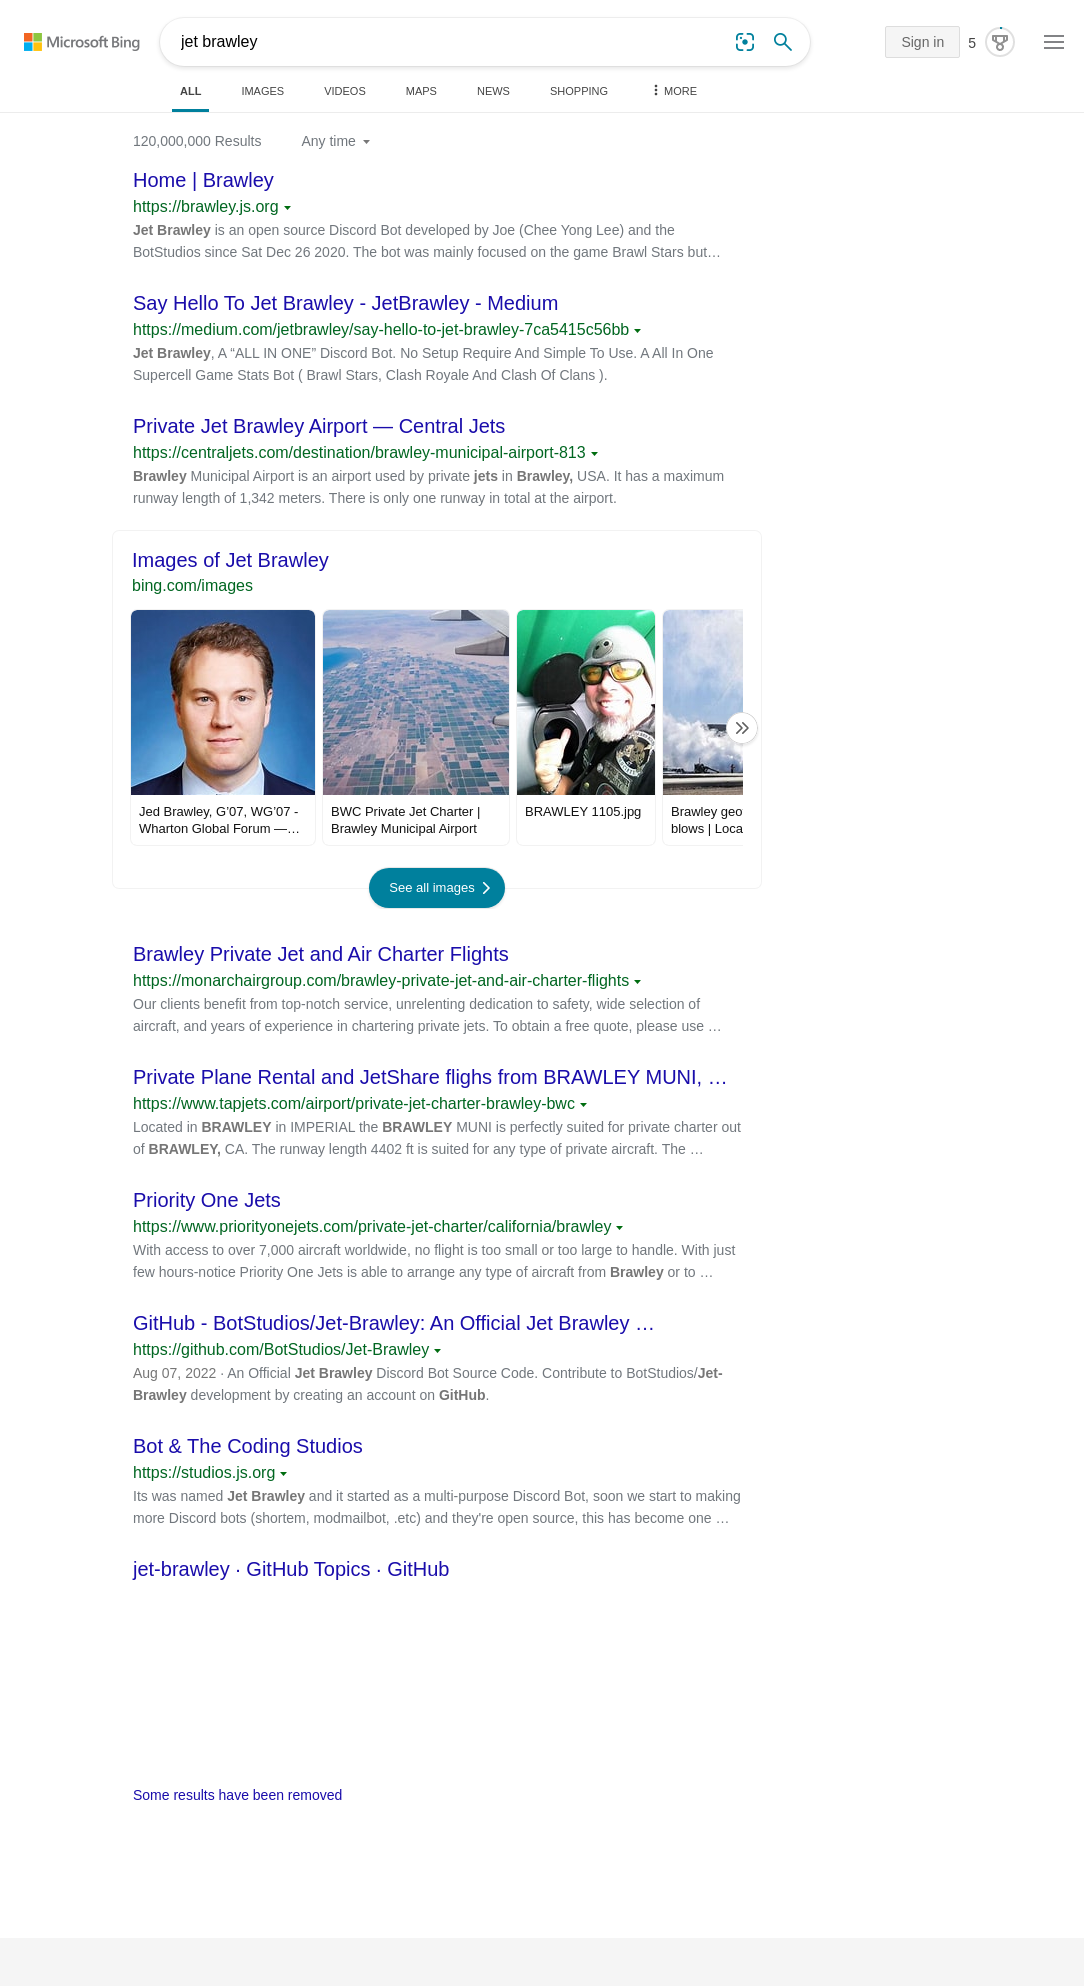 Microsoft Bing
jet brawley
Sign in
5
ALL
IMAGES
VIDEOS
MAPS
NEWS
SHOPPING
MORE
120,000,000 Results
Any time
Home | Brawley
https://brawley.js.org
Jet Brawley is an open source Discord Bot developed by Joe (Chee Yong Lee) and the
BotStudios since Sat Dec 26 2020. The bot was mainly focused on the game Brawl Stars but…
Say Hello To Jet Brawley - JetBrawley - Medium
https://medium.com/jetbrawley/say-hello-to-jet-brawley-7ca5415c56bb
Jet Brawley, A “ALL IN ONE” Discord Bot. No Setup Require And Simple To Use. A All In One
Supercell Game Stats Bot ( Brawl Stars, Clash Royale And Clash Of Clans ).
Private Jet Brawley Airport — Central Jets
https://centraljets.com/destination/brawley-municipal-airport-813
Brawley Municipal Airport is an airport used by private jets in Brawley, USA. It has a maximum
runway length of 1,342 meters. There is only one runway in total at the airport.
Images of Jet Brawley
bing.com/images
Jed Brawley, G’07, WG’07 -
Wharton Global Forum —…
BWC Private Jet Charter |
Brawley Municipal Airport
BRAWLEY 1105.jpg
Brawley geo
blows | Loca
See all images
Brawley Private Jet and Air Charter Flights
https://monarchairgroup.com/brawley-private-jet-and-air-charter-flights
Our clients benefit from top-notch service, unrelenting dedication to safety, wide selection of
aircraft, and years of experience in chartering private jets. To obtain a free quote, please use …
Private Plane Rental and JetShare flighs from BRAWLEY MUNI, …
https://www.tapjets.com/airport/private-jet-charter-brawley-bwc
Located in BRAWLEY in IMPERIAL the BRAWLEY MUNI is perfectly suited for private charter out
of BRAWLEY, CA. The runway length 4402 ft is suited for any type of private aircraft. The …
Priority One Jets
https://www.priorityonejets.com/private-jet-charter/california/brawley
With access to over 7,000 aircraft worldwide, no flight is too small or too large to handle. With just
few hours-notice Priority One Jets is able to arrange any type of aircraft from Brawley or to …
GitHub - BotStudios/Jet-Brawley: An Official Jet Brawley …
https://github.com/BotStudios/Jet-Brawley
Aug 07, 2022 · An Official Jet Brawley Discord Bot Source Code. Contribute to BotStudios/Jet-
Brawley development by creating an account on GitHub.
Bot & The Coding Studios
https://studios.js.org
Its was named Jet Brawley and it started as a multi-purpose Discord Bot, soon we start to making
more Discord bots (shortem, modmailbot, .etc) and they're open source, this has become one …
jet-brawley · GitHub Topics · GitHub
Some results have been removed